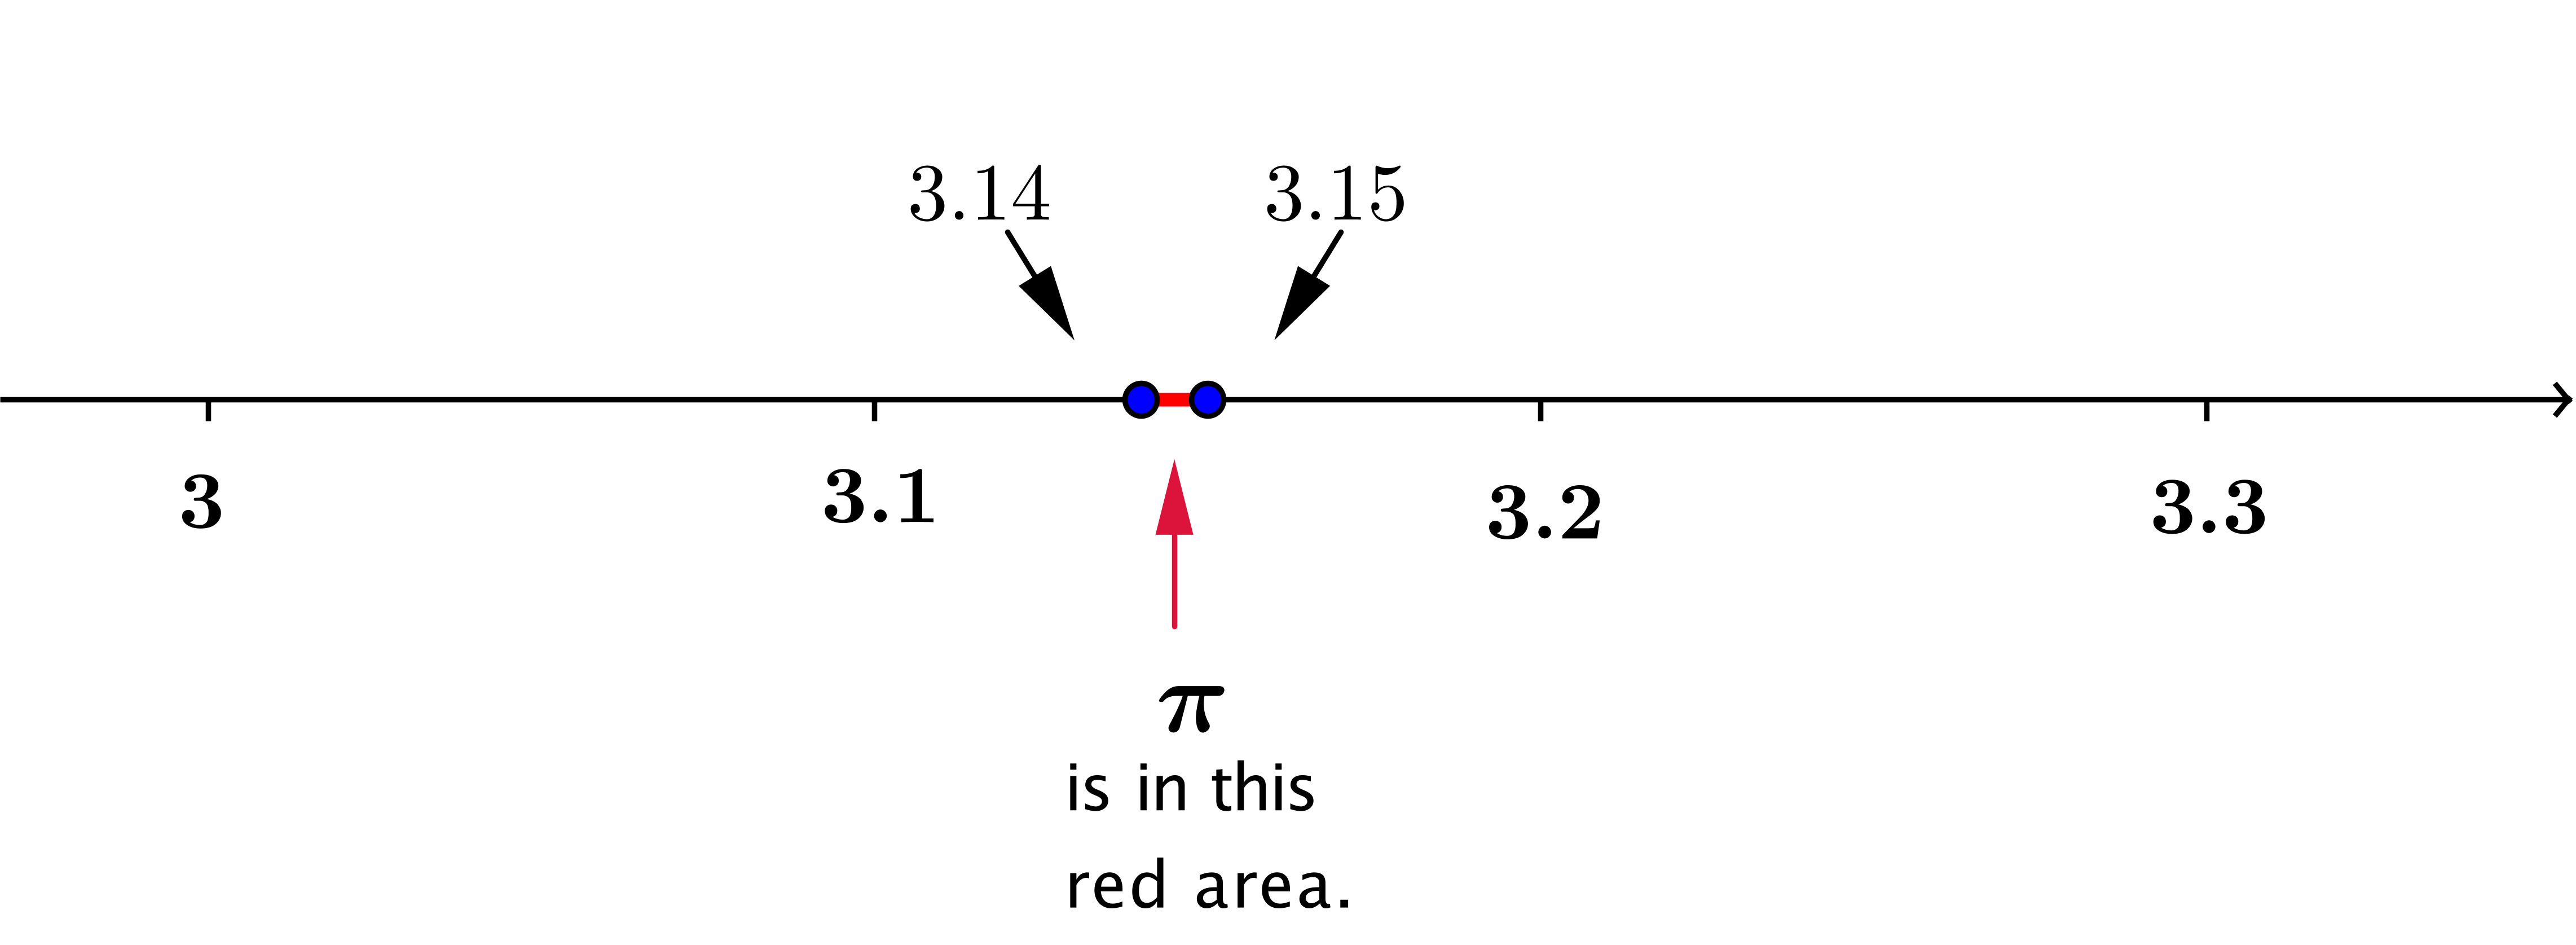 3.14 3.15
3 3.1 3.2 3.3
π
is in this
red area.